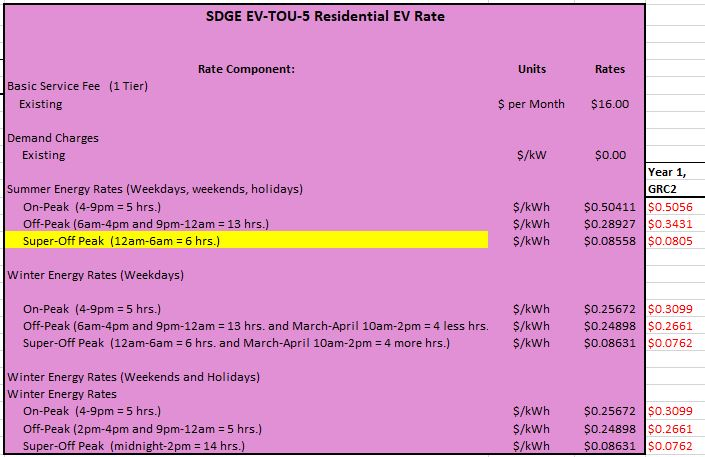 SDGE EV-TOU-5 Residential EV Rate
Rate Component: Units Rates
Basic Service Fee (1 Tier)
Existing $ per Month $16.00
Demand Charges
Existing $/kW $0.00
Year 1,
Summer Energy Rates (Weekdays, weekends, holidays) GRC2
On-Peak (4-9pm = 5 hrs.) $/kWh $0.50411 $0.5056
Off-Peak (6am-4pm and 9pm-12am = 13 hrs.) $/kWh $0.28927 $0.3431
Super-Off Peak (12am-6am = 6 hrs.) $/kWh $0.08558 $0.0805
Winter Energy Rates (Weekdays)
On-Peak (4-9pm = 5 hrs.) $/kWh $0.25672 $0.3099
Off-Peak (6am-4pm and 9pm-12am = 13 hrs. and March-April 10am-2pm = 4 less hrs. $/kWh $0.24898 $0.2661
Super-Off Peak (12am-6am = 6 hrs. and March-April 10am-2pm = 4 more hrs.) $/kWh $0.08631 $0.0762
Winter Energy Rates (Weekends and Holidays)
Winter Energy Rates
On-Peak (4-9pm = 5 hrs.) $/kWh $0.25672 $0.3099
Off-Peak (2pm-4pm and 9pm-12am = 5 hrs.) $/kWh $0.24898 $0.2661
Super-Off Peak (midnight-2pm = 14 hrs.) $/kWh $0.08631 $0.0762